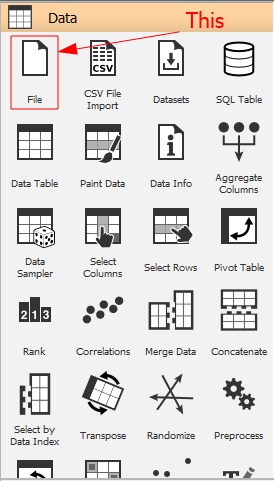 Data
This
File
CSV File
Import
CSV
Datasets
SQL Table
Data Table
Paint Data
Data Info
Aggregate
Columns
Data
Sampler
Select
Columns
Select Rows
Pivot Table
2 1 3
Rank
Correlations
Merge Data
Concatenate
Select by
Data Index
Transpose
Randomize
Preprocess